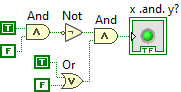 x .and. y?
And
Not
And
T
F
TF
Or
T
F